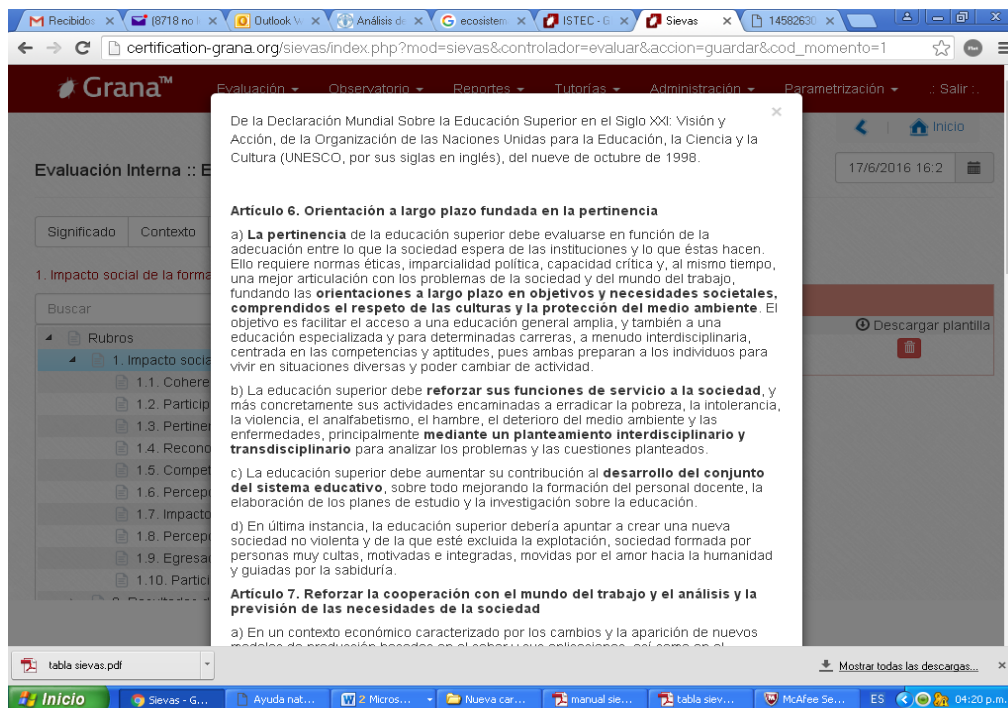 Recibidos
(8718 no l
Outlook V
Análisis de
ecosistem
ISTEC - G
Sievas
14582630
certification-grana.org/sievas/index.php?mod=sievas&controlador=evaluar&accion=guardar&cod_momento=1
Grana™
Evaluación
Observatorio
Reportes
Tutorías
Administración
Parametrización
.: Salir :.
Inicio
Evaluación Interna :: E
17/6/2016 16:2
Significado
Contexto
1. Impacto social de la forma
Buscar
Rubros
1. Impacto socia
1.1. Cohere
1.2. Particip
1.3. Pertiner
1.4. Recono
1.5. Compet
1.6. Percepc
1.7. Impacto
1.8. Percepc
1.9. Egresad
1.10. Partici
Descargar plantilla
×
De la Declaración Mundial Sobre la Educación Superior en el Siglo XXI: Visión y
Acción, de la Organización de las Naciones Unidas para la Educación, la Ciencia y la
Cultura (UNESCO, por sus siglas en inglés), del nueve de octubre de 1998.
Artículo 6. Orientación a largo plazo fundada en la pertinencia
a) La pertinencia de la educación superior debe evaluarse en función de la
adecuación entre lo que la sociedad espera de las instituciones y lo que éstas hacen.
Ello requiere normas éticas, imparcialidad política, capacidad crítica y, al mismo tiempo,
una mejor articulación con los problemas de la sociedad y del mundo del trabajo,
fundando las orientaciones a largo plazo en objetivos y necesidades societales,
comprendidos el respeto de las culturas y la protección del medio ambiente. El
objetivo es facilitar el acceso a una educación general amplia, y también a una
educación especializada y para determinadas carreras, a menudo interdisciplinaria,
centrada en las competencias y aptitudes, pues ambas preparan a los individuos para
vivir en situaciones diversas y poder cambiar de actividad.
b) La educación superior debe reforzar sus funciones de servicio a la sociedad, y
más concretamente sus actividades encaminadas a erradicar la pobreza, la intolerancia,
la violencia, el analfabetismo, el hambre, el deterioro del medio ambiente y las
enfermedades, principalmente mediante un planteamiento interdisciplinario y
transdisciplinario para analizar los problemas y las cuestiones planteados.
c) La educación superior debe aumentar su contribución al desarrollo del conjunto
del sistema educativo, sobre todo mejorando la formación del personal docente, la
elaboración de los planes de estudio y la investigación sobre la educación.
d) En última instancia, la educación superior debería apuntar a crear una nueva
sociedad no violenta y de la que esté excluida la explotación, sociedad formada por
personas muy cultas, motivadas e integradas, movidas por el amor hacia la humanidad
y guiadas por la sabiduría.
Artículo 7. Reforzar la cooperación con el mundo del trabajo y el análisis y la
previsión de las necesidades de la sociedad
a) En un contexto económico caracterizado por los cambios y la aparición de nuevos
tabla sievas.pdf
Mostrar todas las descargas...
Inicio
Sievas - G...
Ayuda nat...
2 Micros...
Nueva car...
manual sie...
tabla siev...
McAfee Se...
ES
04:20 p.m.